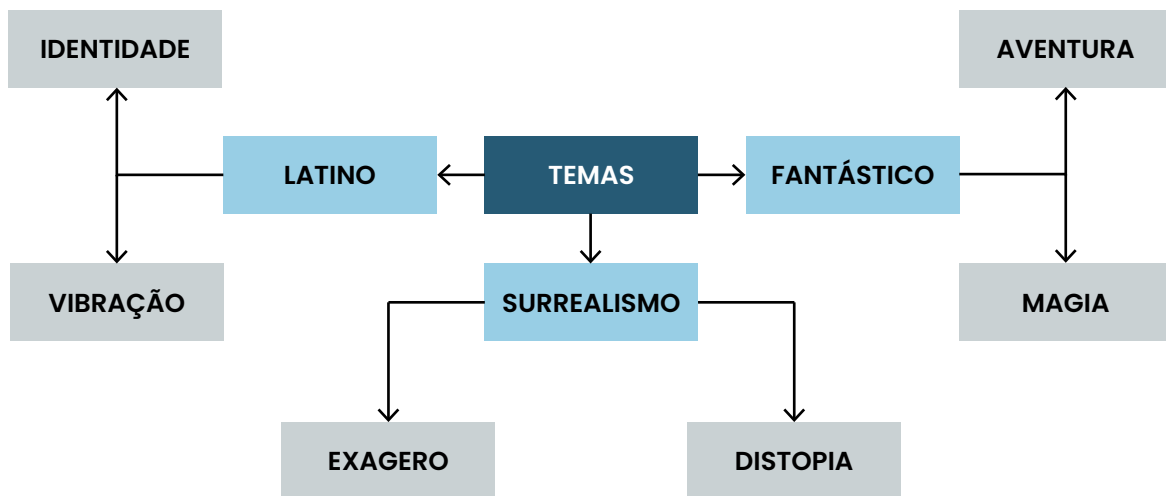 IDENTIDADE
AVENTURA
LATINO
TEMAS
FANTÁSTICO
VIBRAÇÃO
SURREALISMO
MAGIA
EXAGERO
DISTOPIA